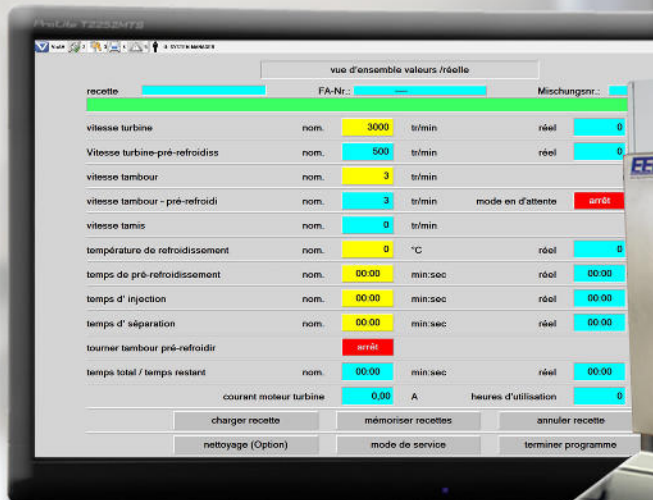 ProLite T2252MTS
SYSTEM MANAGER
vue d'ensemble valeurs /réelle
recette FA-Nr.: ---- Mischungsnr.:
vitesse turbine nom. 3000 tr/min réel 0
Vitesse turbine-pré-refroidiss nom. 500 tr/min réel 0
vitesse tambour nom. 3 tr/min
vitesse tambour - pré-refroidi nom. 3 tr/min mode en d'attente arrêt
vitesse tamis nom. 0 tr/min
température de refroidissement nom. 0 °C réel 0
temps de pré-refroidissement nom. 00:00 min:sec réel 00:00
temps d' injection nom. 00:00 min:sec réel 00:00
temps d' séparation nom. 00:00 min:sec réel 00:00
tourner tambour pré-refroidir arrêt
temps total / temps restant nom. 00:00 min:sec réel 00:00
courant moteur turbine 0,00 A heures d'utilisation 0
charger recette mémoriser recettes annuler recette
nettoyage (Option) mode de service terminer programme